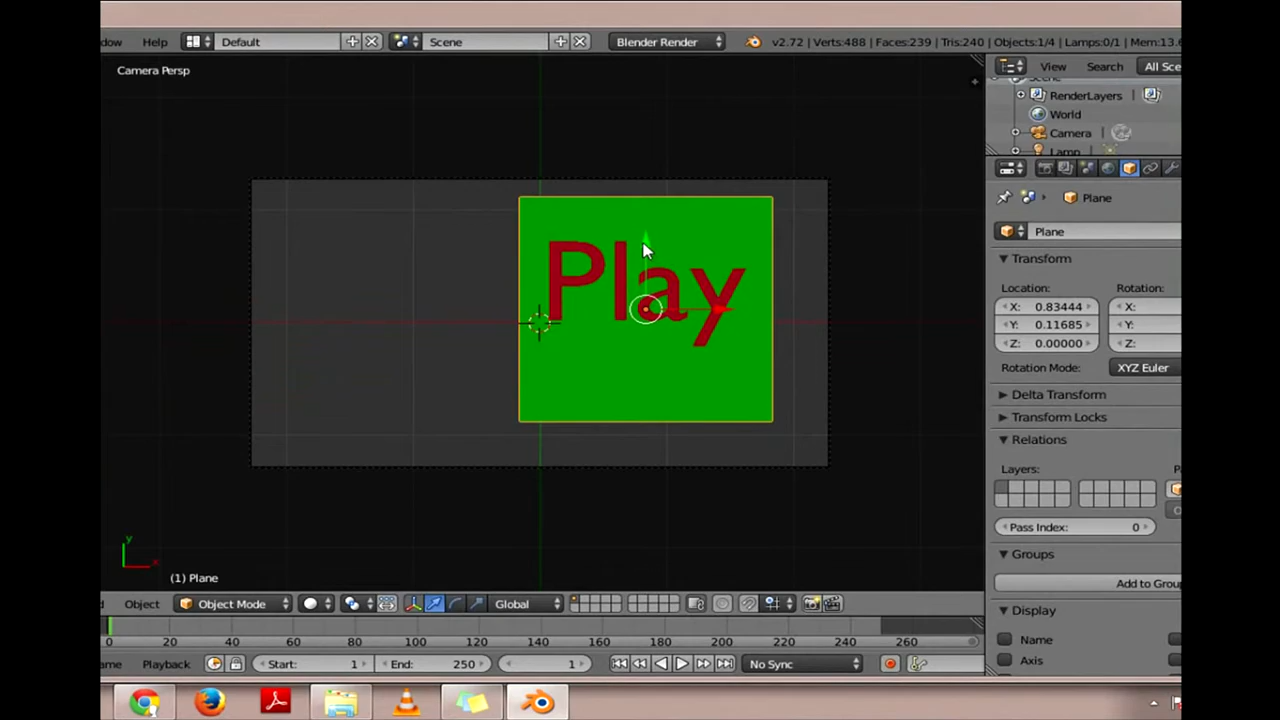 dow Help Default Scene Blender Render v2.72 | Verts:488 | Faces:239 | Tris:240 | Objects:1/4 | Lamps:0/1 | Mem:13.6
Camera Persp
View Search All Sce
Scene
RenderLayers
World
Camera
Lamp
Plane
Plane
Transform
Location: Rotation:
X: 0.83444 X:
Y: 0.11685 Y:
Z: 0.00000 Z:
Rotation Mode: XYZ Euler
Delta Transform
Transform Locks
Relations
Layers: P
Pass Index: 0
Groups
Add to Grou
Display
Name
Axis
Play
y
x
(1) Plane
d Object Object Mode Global
0 20 40 60 80 100 120 140 160 180 200 220 240 260
ame Playback Start: 1 End: 250 1 No Sync